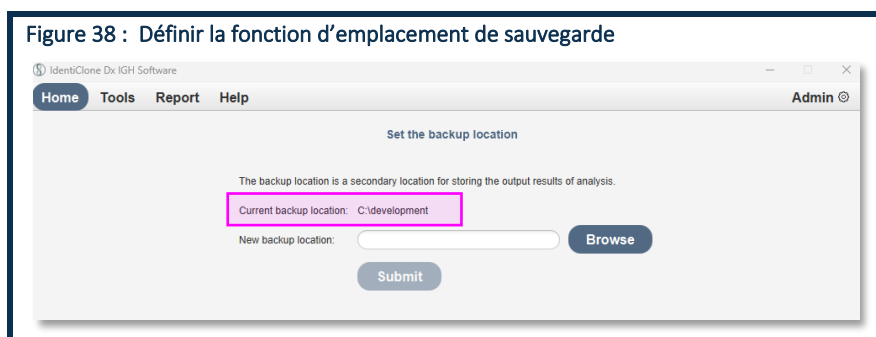 Figure 38 : Définir la fonction d’emplacement de sauvegarde
IdentiClone Dx IGH Software
Home Tools Report Help Admin
Set the backup location
The backup location is a secondary location for storing the output results of analysis.
Current backup location: C:\development
New backup location: Browse
Submit